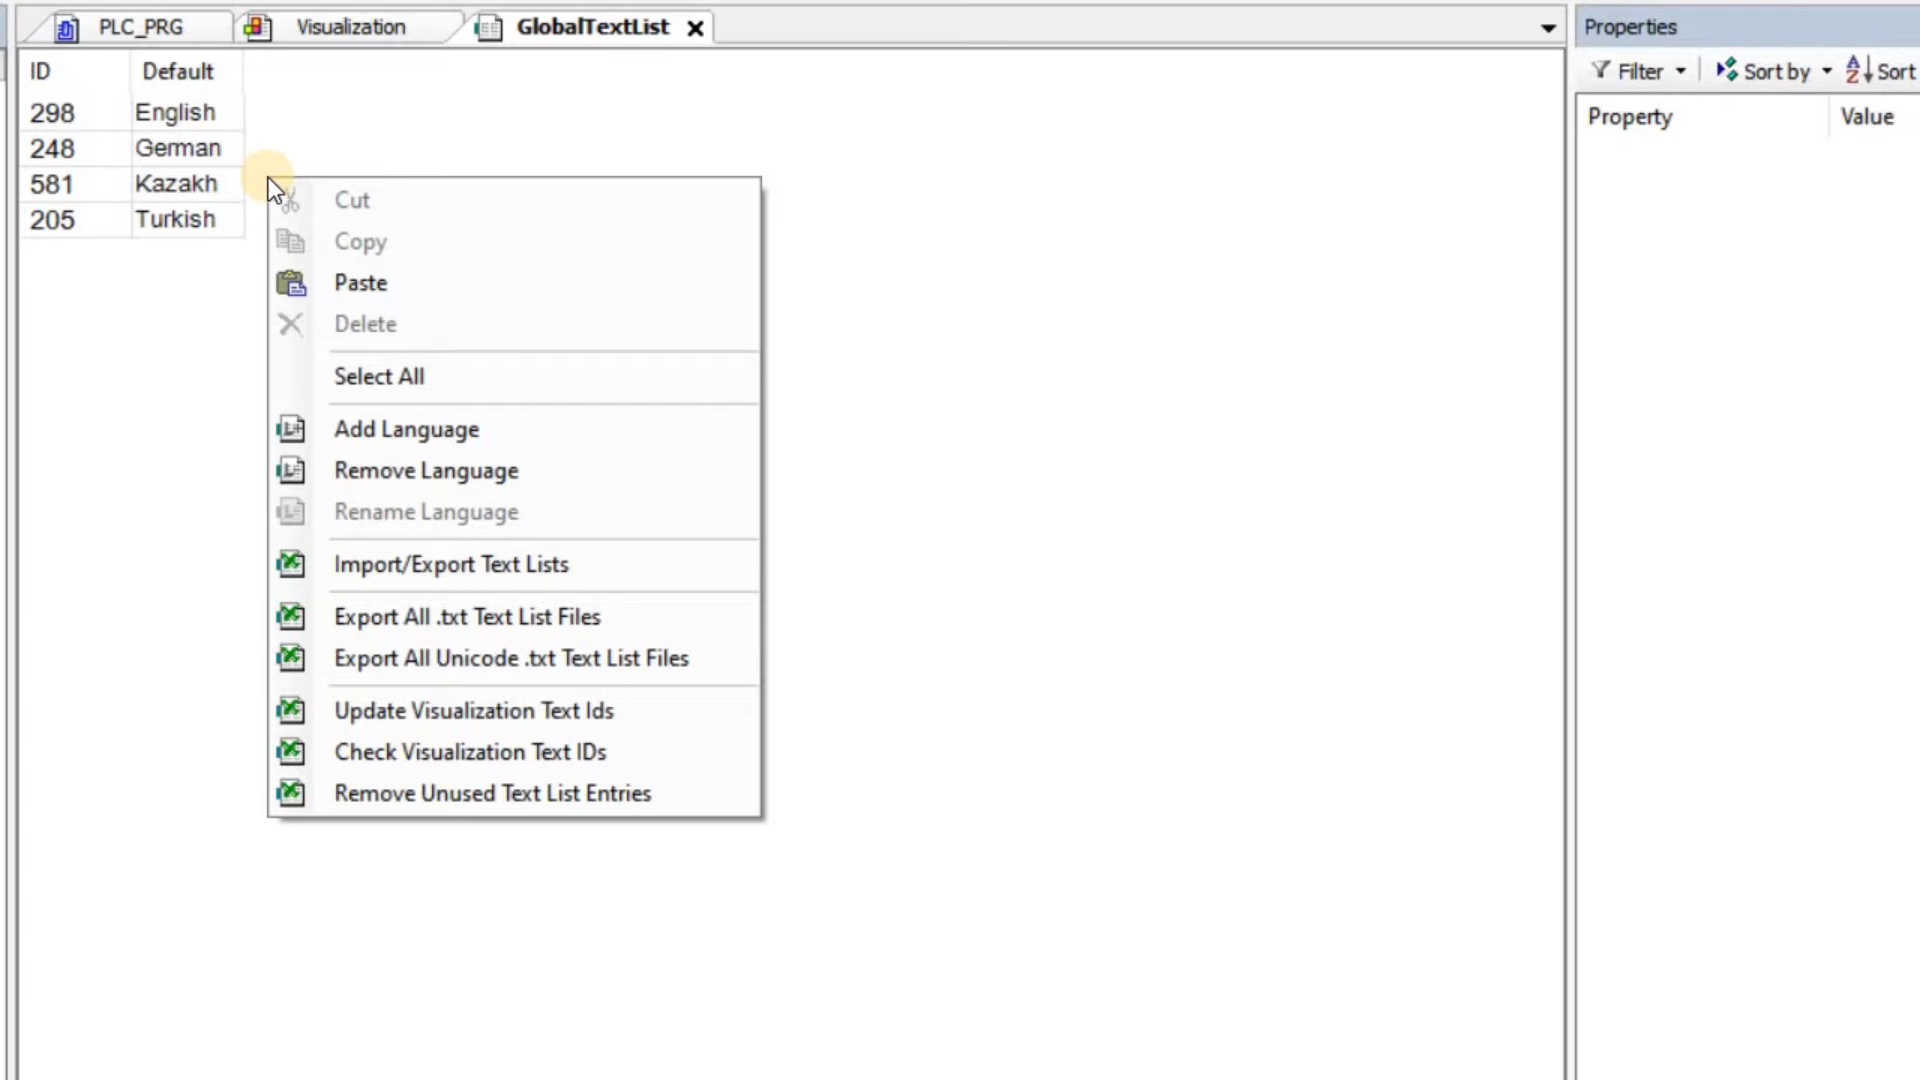 PLC_PRG Visualization GlobalTextList
Properties
Filter Sort by Sort
Property Value
ID Default
298 English
248 German
581 Kazakh
205 Turkish
Cut
Copy
Paste
Delete
Select All
Add Language
Remove Language
Rename Language
Import/Export Text Lists
Export All .txt Text List Files
Export All Unicode .txt Text List Files
Update Visualization Text Ids
Check Visualization Text IDs
Remove Unused Text List Entries